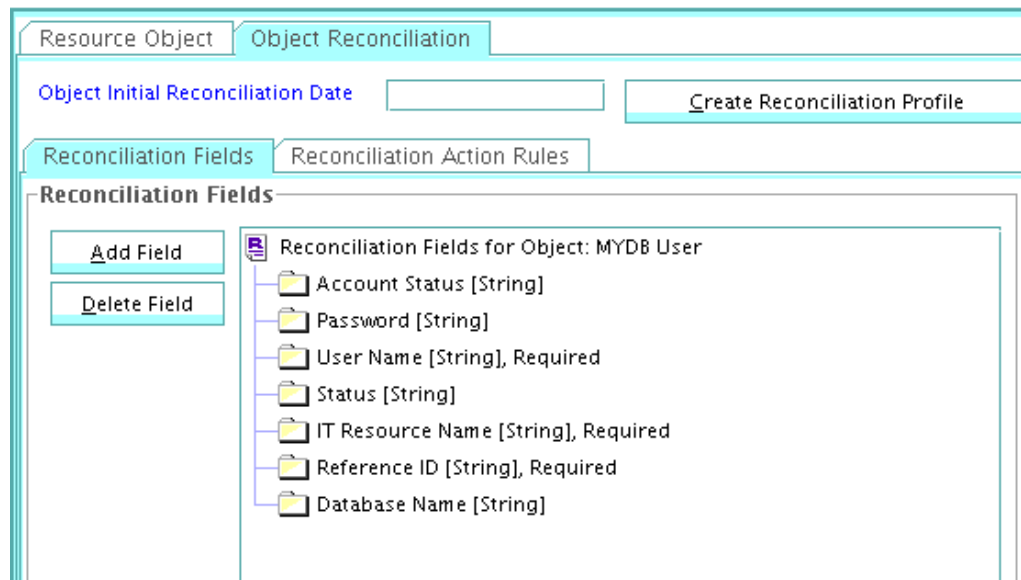 Resource Object Object Reconciliation
Object Initial Reconciliation Date Create Reconciliation Profile
Reconciliation Fields Reconciliation Action Rules
Reconciliation Fields
Add Field
Delete Field
Reconciliation Fields for Object: MYDB User
Account Status [String]
Password [String]
User Name [String], Required
Status [String]
IT Resource Name [String], Required
Reference ID [String], Required
Database Name [String]